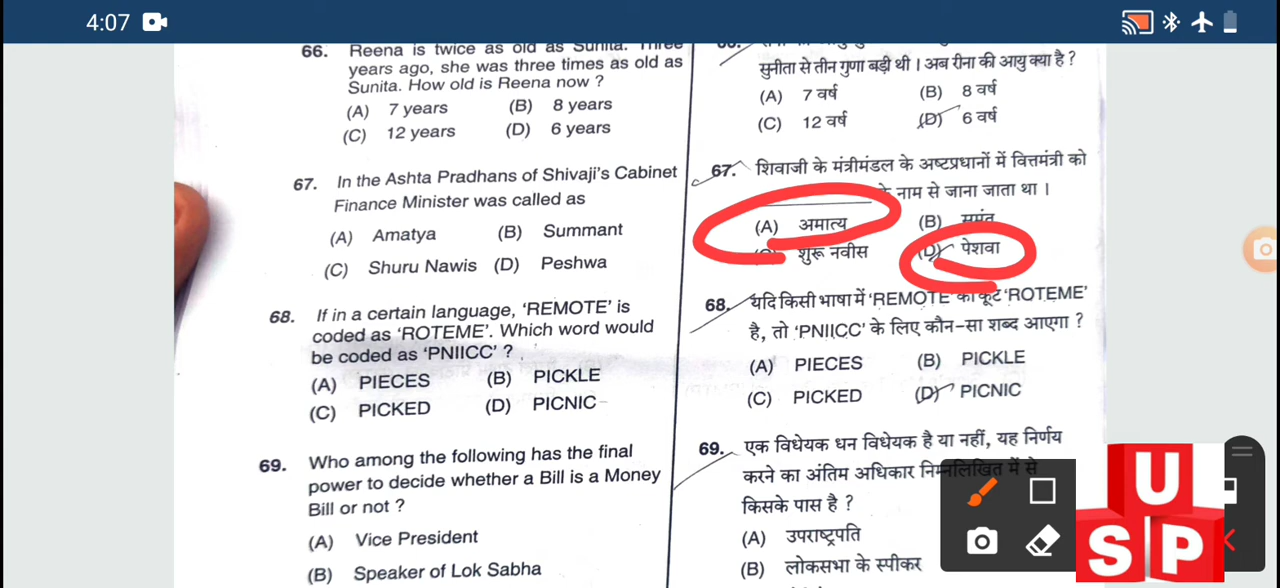 4:07
66. Reena is twice as old as Sunita. Three
years ago, she was three times as old as
Sunita. How old is Reena now ?
(A) 7 years (B) 8 years
(C) 12 years (D) 6 years
67. In the Ashta Pradhans of Shivaji's Cabinet
Finance Minister was called as
(A) Amatya (B) Summant
(C) Shuru Nawis (D) Peshwa
68. If in a certain language, 'REMOTE' is
coded as 'ROTEME'. Which word would
be coded as 'PNIICC' ?
(A) PIECES (B) PICKLE
(C) PICKED (D) PICNIC
69. Who among the following has the final
power to decide whether a Bill is a Money
Bill or not ?
(A) Vice President
(B) Speaker of Lok Sabha
सुनीता से तीन गुणा बड़ी थी । अब रीना की आयु क्या है ?
(A) 7 वर्ष (B) 8 वर्ष
(C) 12 वर्ष (D) 6 वर्ष
67. शिवाजी के मंत्रीमंडल के अष्टप्रधानों में वित्तमंत्री को
के नाम से जाना जाता था ।
(A) अमात्य (B) सुमंत
शुरू नवीस (D) पेशवा
68. यदि किसी भाषा में 'REMOTE' का कूट 'ROTEME'
है, तो 'PNIICC' के लिए कौन-सा शब्द आएगा ?
(A) PIECES (B) PICKLE
(C) PICKED (D) PICNIC
69. एक विधेयक धन विधेयक है या नहीं, यह निर्णय
करने का अंतिम अधिकार निम्नलिखित में से
किसके पास है ?
(A) उपराष्ट्रपति
(B) लोकसभा के स्पीकर
U
S P